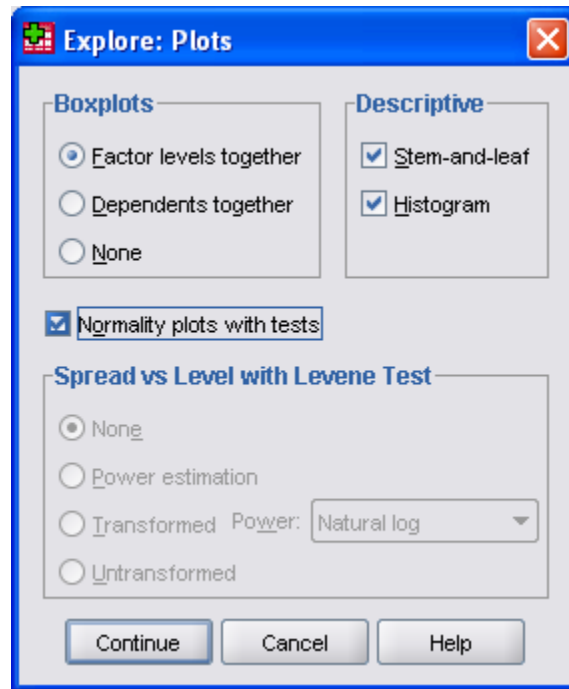 Explore: Plots
Boxplots
Factor levels together
Dependents together
None
Descriptive
Stem-and-leaf
Histogram
Normality plots with tests
Spread vs Level with Levene Test
None
Power estimation
Transformed Power: Natural log
Untransformed
Continue Cancel Help